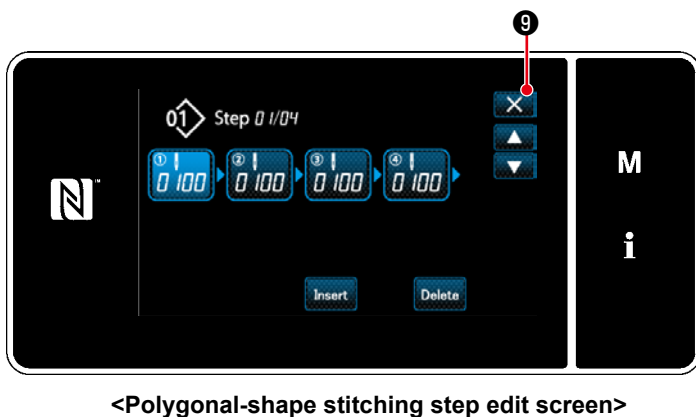 ❾
01 Step 01/04
① ② ③ ④
0100 0100 0100 0100
M
i
Insert Delete
<Polygonal-shape stitching step edit screen>